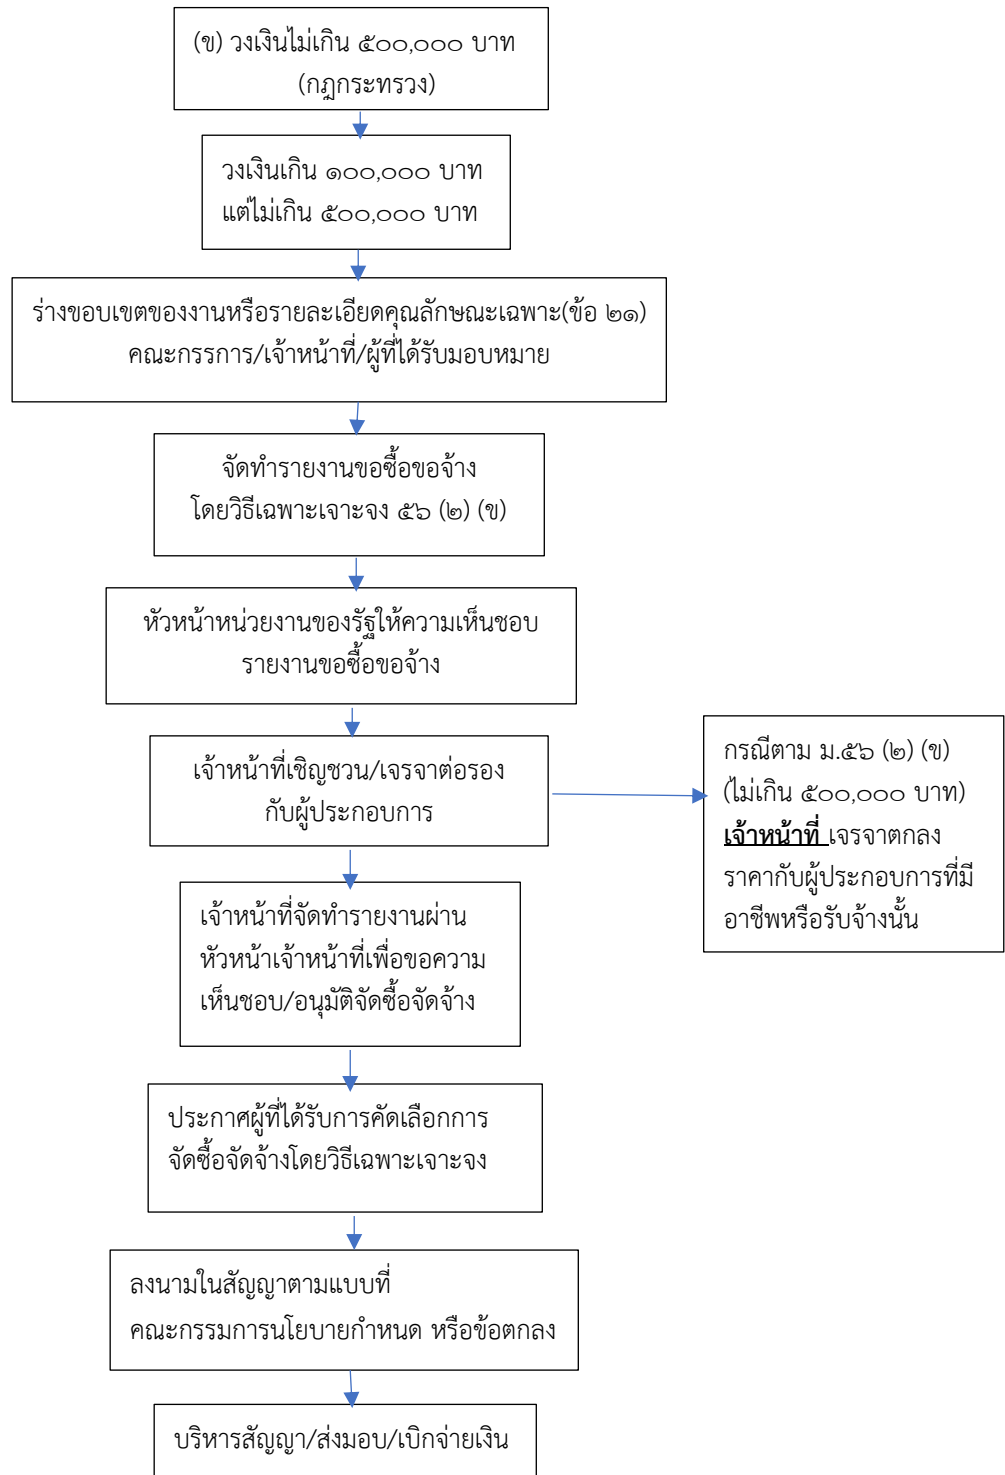 (ข) วงเงินไม่เกิน ๕๐๐,๐๐๐ บาท
(กฎกระทรวง)
วงเงินเกิน ๑๐๐,๐๐๐ บาท
แต่ไม่เกิน ๕๐๐,๐๐๐ บาท
ร่างขอบเขตของงานหรือรายละเอียดคุณลักษณะเฉพาะ(ข้อ ๒๑)
คณะกรรการ/เจ้าหน้าที่/ผู้ที่ได้รับมอบหมาย
จัดทำรายงานขอซื้อขอจ้าง
โดยวิธีเฉพาะเจาะจง ๕๖ (๒) (ข)
หัวหน้าหน่วยงานของรัฐให้ความเห็นชอบ
รายงานขอซื้อขอจ้าง
เจ้าหน้าที่เชิญชวน/เจรจาต่อรอง
กับผู้ประกอบการ
กรณีตาม ม.๕๖ (๒) (ข)
(ไม่เกิน ๕๐๐,๐๐๐ บาท)
เจ้าหน้าที่ เจรจาตกลง
ราคากับผู้ประกอบการที่มี
อาชีพหรือรับจ้างนั้น
เจ้าหน้าที่จัดทำรายงานผ่าน
หัวหน้าเจ้าหน้าที่เพื่อขอความ
เห็นชอบ/อนุมัติจัดซื้อจัดจ้าง
ประกาศผู้ที่ได้รับการคัดเลือกการ
จัดซื้อจัดจ้างโดยวิธีเฉพาะเจาะจง
ลงนามในสัญญาตามแบบที่
คณะกรรมการนโยบายกำหนด หรือข้อตกลง
บริหารสัญญา/ส่งมอบ/เบิกจ่ายเงิน